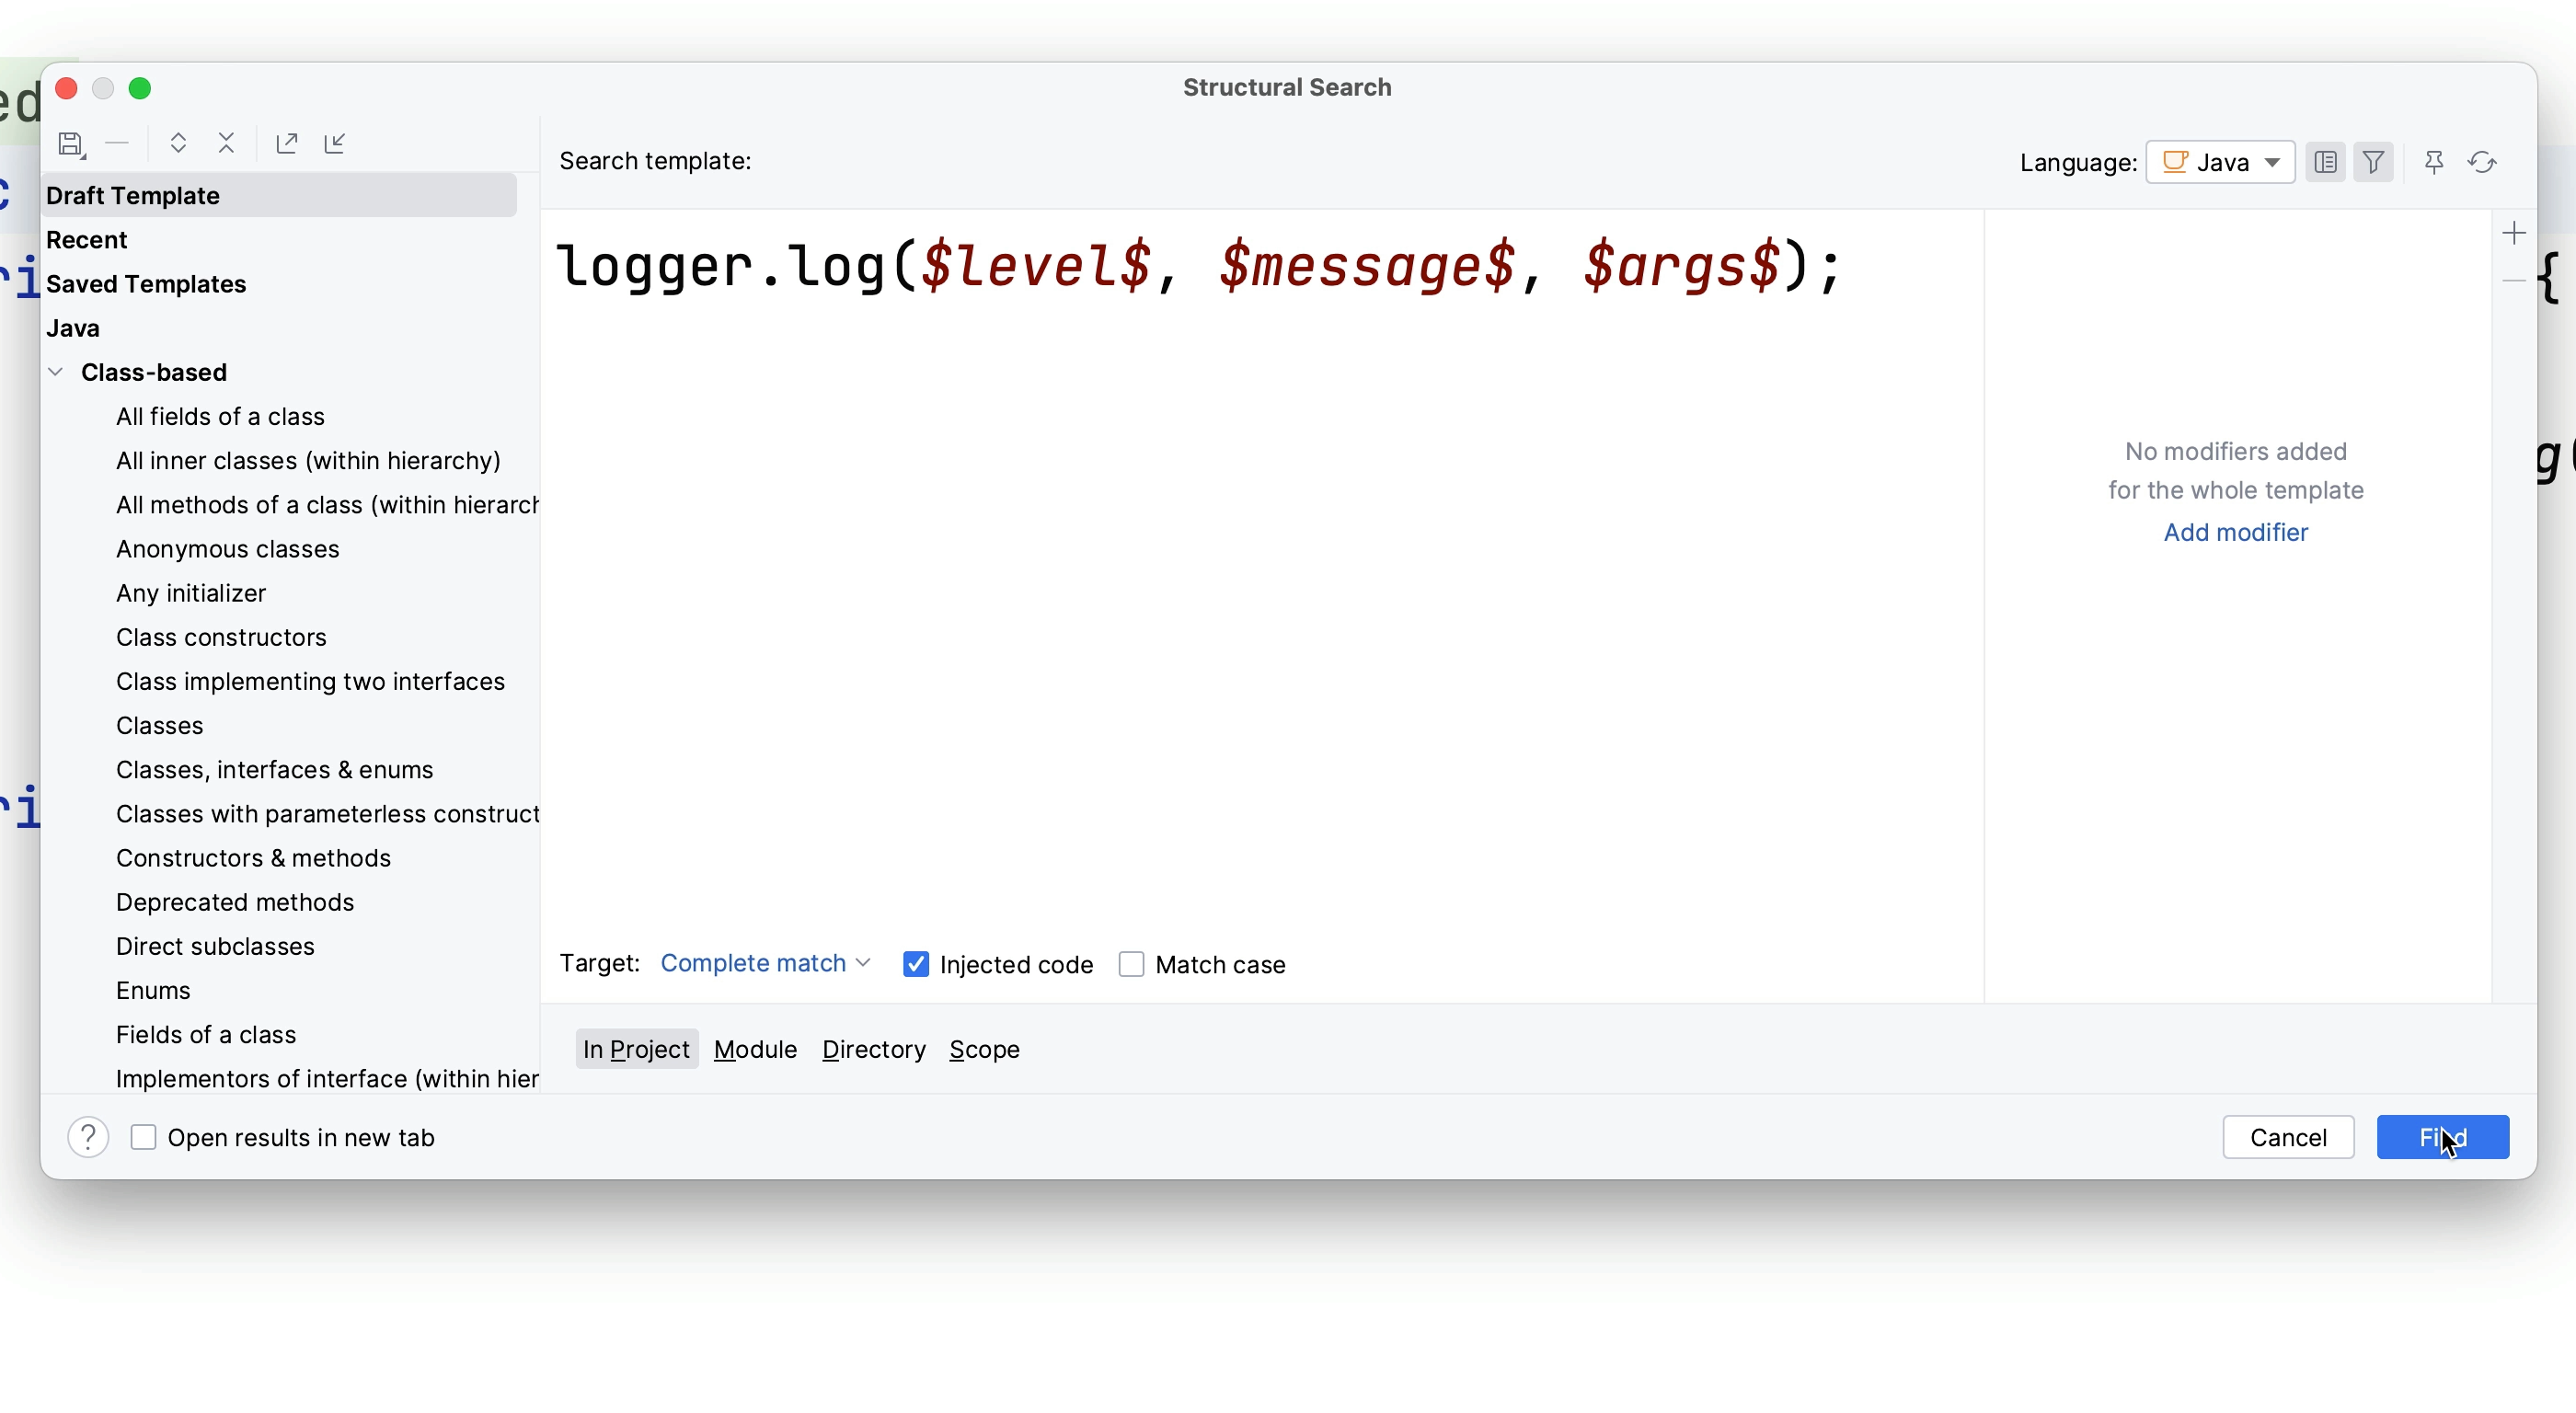 Structural Search
ed
c
ri
ri
{
g(
Draft Template
Recent
Saved Templates
Java
Class-based
All fields of a class
All inner classes (within hierarchy)
All methods of a class (within hierarch
Anonymous classes
Any initializer
Class constructors
Class implementing two interfaces
Classes
Classes, interfaces & enums
Classes with parameterless construct
Constructors & methods
Deprecated methods
Direct subclasses
Enums
Fields of a class
Implementors of interface (within hier
Search template:
Language: Java
logger.log($level$, $message$, $args$);
No modifiers added
for the whole template
Add modifier
Target: Complete match Injected code Match case
In Project Module Directory Scope
? Open results in new tab
Cancel Find